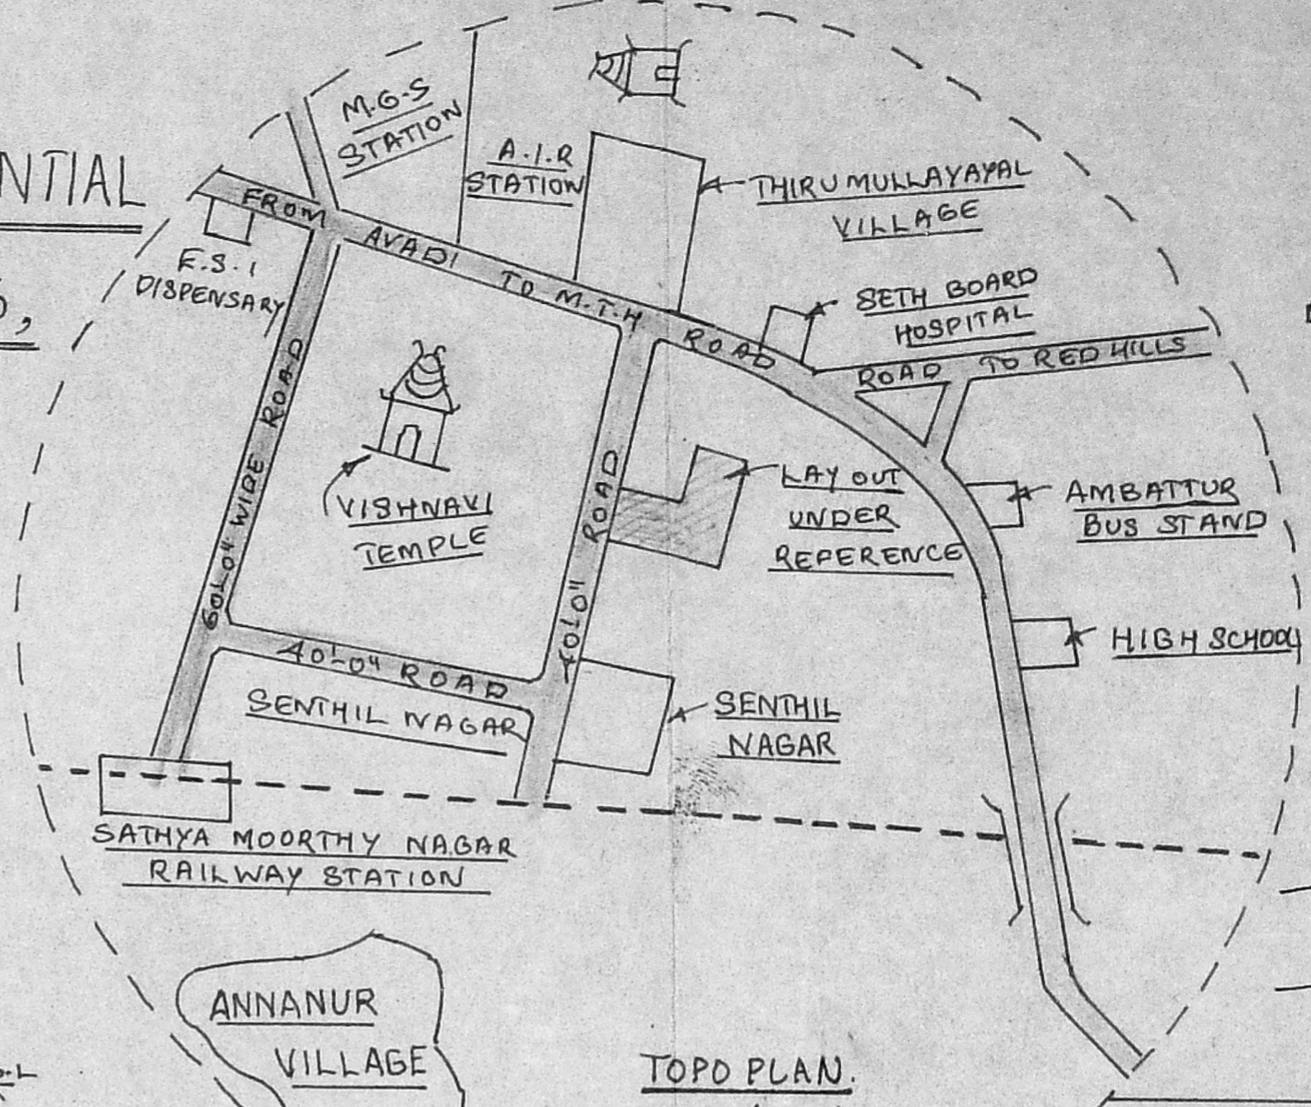 NTIAL
M.G.S
STATION
A.I.R
STATION
THIRUMULLAYAYAL
VILLAGE
FROM AVADI TO M.T.H ROAD
E.S.I
DISPENSARY
SETH BOARD
HOSPITAL
ROAD TO RED HILLS
60'-0" WIDE ROAD
VISHNAVI
TEMPLE
40'-0" ROAD
LAY OUT
UNDER
REFERENCE
AMBATTUR
BUS STAND
HIGH SCHOOL
40'-0" ROAD
SENTHIL NAGAR
SENTHIL
NAGAR
SATHYA MOORTHY NAGAR
RAILWAY STATION
ANNANUR
VILLAGE
TOPO PLAN.